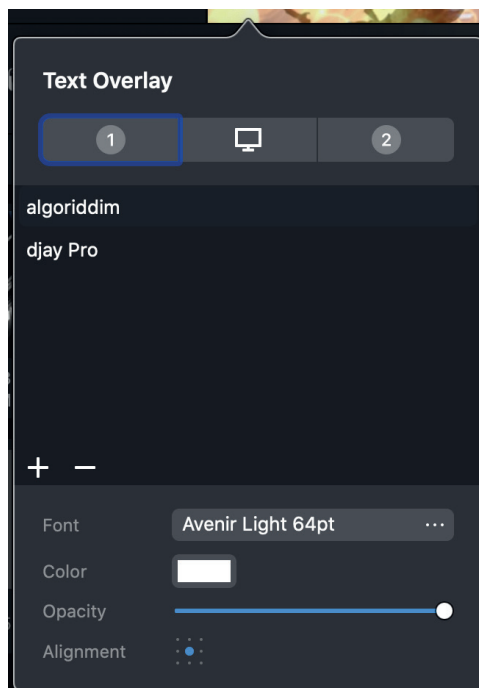 Text Overlay
1 2
algoriddim
djay Pro
+ −
Font Avenir Light 64pt ...
Color
Opacity
Alignment